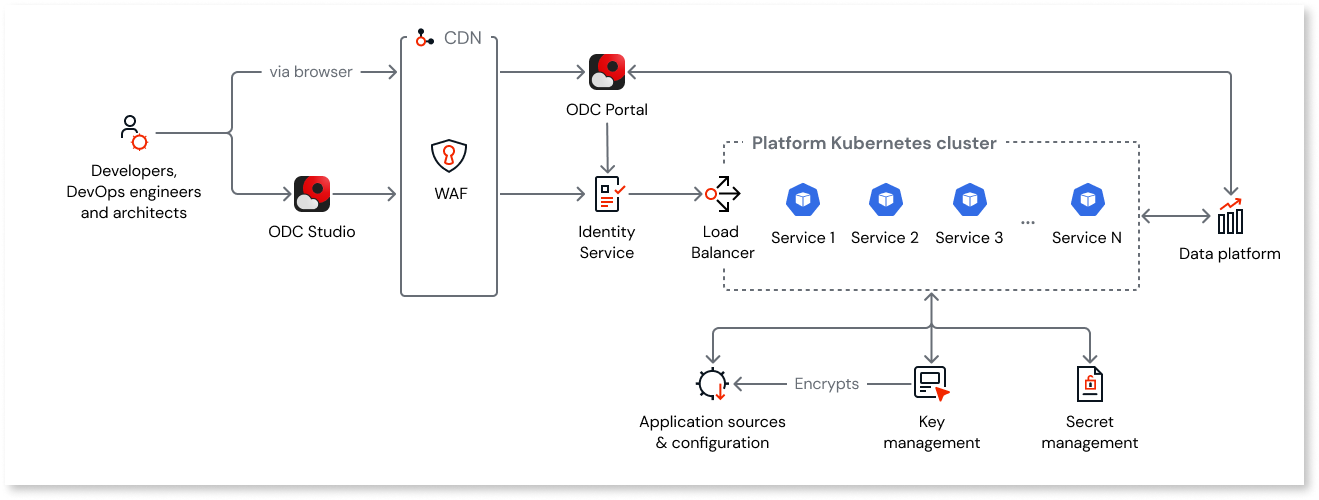 CDN
via browser
ODC Portal
Platform Kubernetes cluster
WAF
Developers,
DevOps engineers
and architects
ODC Studio
Identity
Service
Load
Balancer
Service 1
Service 2
Service 3
...
Service N
Data platform
Encrypts
Application sources
& configuration
Key
management
Secret
management